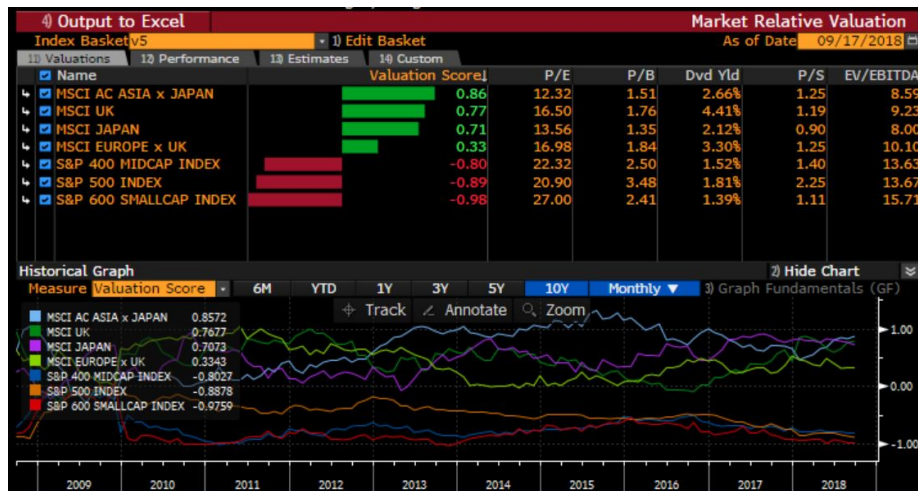 4) Output to Excel Market Relative Valuation
Index Basket v5 1) Edit Basket As of Date 09/17/2018
11) Valuations 12) Performance 13) Estimates 14) Custom
Name Valuation Score↓ P/E P/B Dvd Yld P/S EV/EBITDA
MSCI AC ASIA x JAPAN 0.86 12.32 1.51 2.66% 1.25 8.59
MSCI UK 0.77 16.50 1.76 4.41% 1.19 9.23
MSCI JAPAN 0.71 13.56 1.35 2.12% 0.90 8.00
MSCI EUROPE x UK 0.33 16.98 1.84 3.30% 1.25 10.10
S&P 400 MIDCAP INDEX -0.80 22.32 2.50 1.52% 1.40 13.63
S&P 500 INDEX -0.89 20.90 3.48 1.81% 2.25 13.67
S&P 600 SMALLCAP INDEX -0.98 27.00 2.41 1.39% 1.11 15.71
Historical Graph 2) Hide Chart
Measure Valuation Score 6M YTD 1Y 3Y 5Y 10Y Monthly ▼ 3) Graph Fundamentals (GF)
Track Annotate Zoom
MSCI AC ASIA x JAPAN 0.8572
MSCI UK 0.7677
MSCI JAPAN 0.7073
MSCI EUROPE x UK 0.3343
S&P 400 MIDCAP INDEX -0.8027
S&P 500 INDEX -0.8878
S&P 600 SMALLCAP INDEX -0.9759
1.00
0.00
-1.00
2009 2010 2011 2012 2013 2014 2015 2016 2017 2018